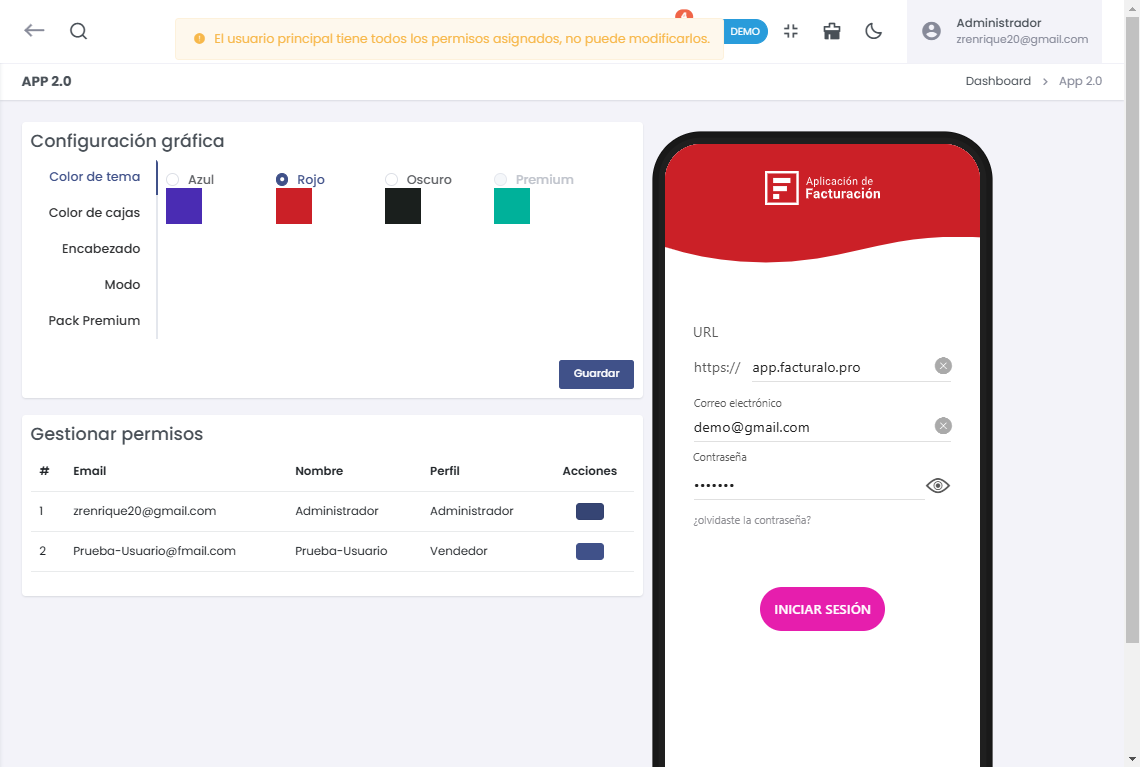 4
El usuario principal tiene todos los permisos asignados, no puede modificarlos.
DEMO
Administrador
zrenrique20@gmail.com
APP 2.0
Dashboard > App 2.0
Configuración gráfica
Color de tema
Color de cajas
Encabezado
Modo
Pack Premium
Azul
Rojo
Oscuro
Premium
Guardar
Gestionar permisos
# Email Nombre Perfil Acciones
1 zrenrique20@gmail.com Administrador Administrador
2 Prueba-Usuario@fmail.com Prueba-Usuario Vendedor
Aplicación de
Facturación
URL
https:// app.facturalo.pro
Correo electrónico
demo@gmail.com
Contraseña
•••••••
¿olvidaste la contraseña?
INICIAR SESIÓN